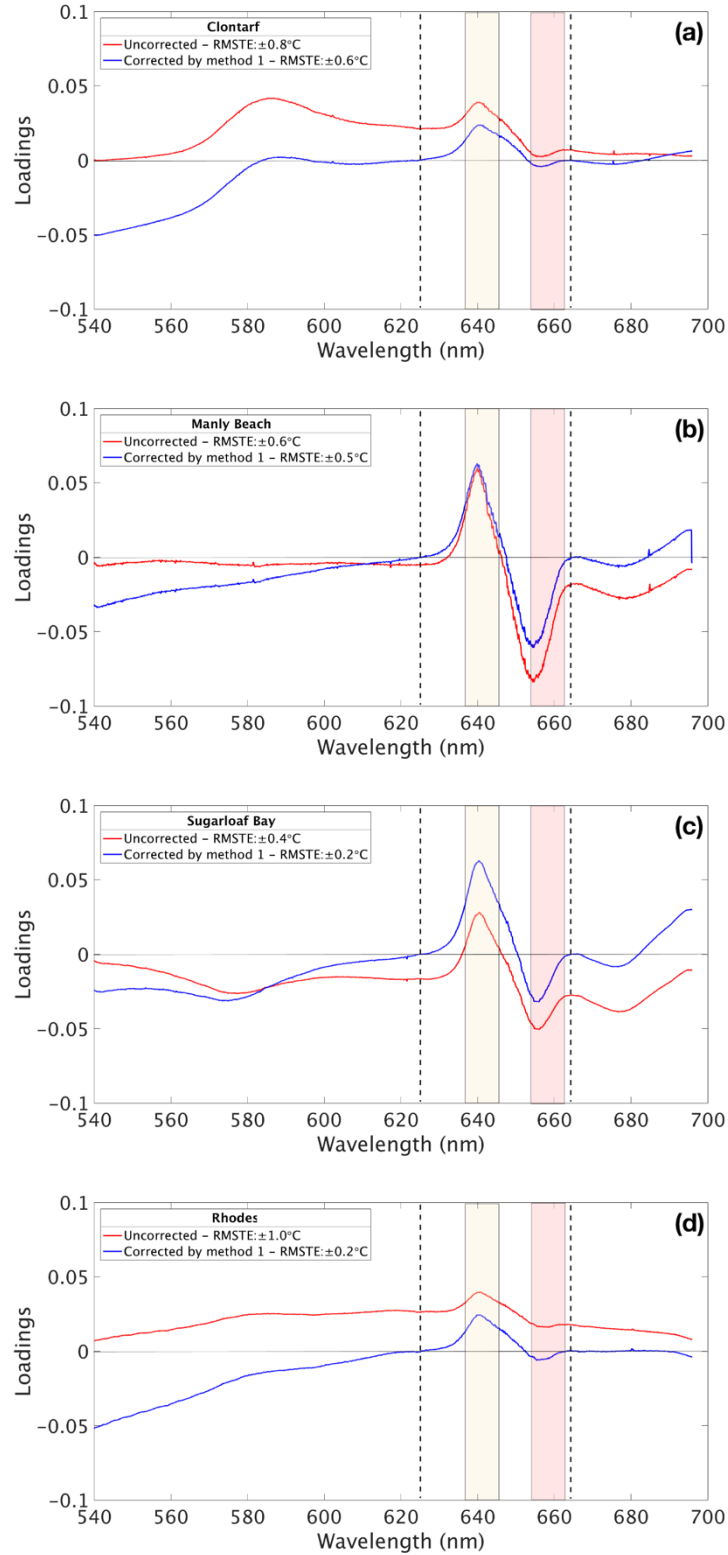 Clontarf
Uncorrected – RMSTE:±0.8°C
Corrected by method 1 – RMSTE:±0.6°C
(a)
0.1
0.05
0
-0.05
-0.1
Loadings
540 560 580 600 620 640 660 680 700
Wavelength (nm)
Manly Beach
Uncorrected – RMSTE:±0.6°C
Corrected by method 1 – RMSTE:±0.5°C
(b)
0.1
0.05
0
-0.05
-0.1
Loadings
540 560 580 600 620 640 660 680 700
Wavelength (nm)
Sugarloaf Bay
Uncorrected – RMSTE:±0.4°C
Corrected by method 1 – RMSTE:±0.2°C
(c)
0.1
0.05
0
-0.05
-0.1
Loadings
540 560 580 600 620 640 660 680 700
Wavelength (nm)
Rhodes
Uncorrected – RMSTE:±1.0°C
Corrected by method 1 – RMSTE:±0.2°C
(d)
0.1
0.05
0
-0.05
-0.1
Loadings
540 560 580 600 620 640 660 680 700
Wavelength (nm)